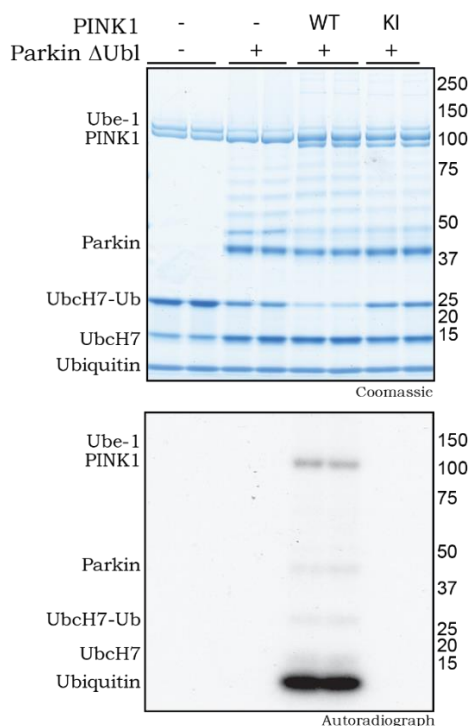 PINK1 - - WT KI
Parkin ΔUbl - + + +
250
150
Ube-1
PINK1
100
75
50
Parkin
37
UbcH7-Ub
25
20
UbcH7
15
Ubiquitin
Coomassic
150
Ube-1
PINK1
100
75
50
Parkin
37
UbcH7-Ub
25
20
UbcH7
15
Ubiquitin
Autoradiograph